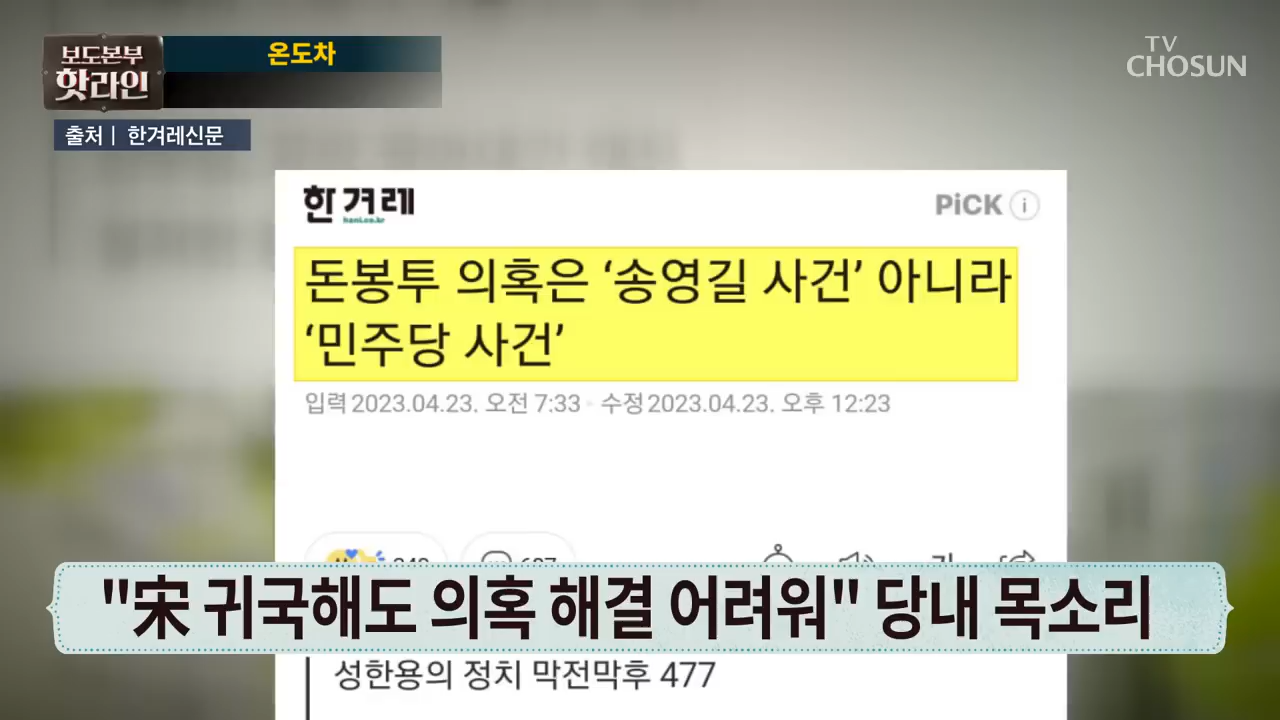 보도본부
핫라인
온도차
TV
CHOSUN
출처 | 한겨레신문
한겨레
hani.co.kr
PiCK
돈봉투 의혹은 ‘송영길 사건’ 아니라
‘민주당 사건’
입력 2023.04.23. 오전 7:33 · 수정 2023.04.23. 오후 12:23
"宋 귀국해도 의혹 해결 어려워" 당내 목소리
성한용의 정치 막전막후 477